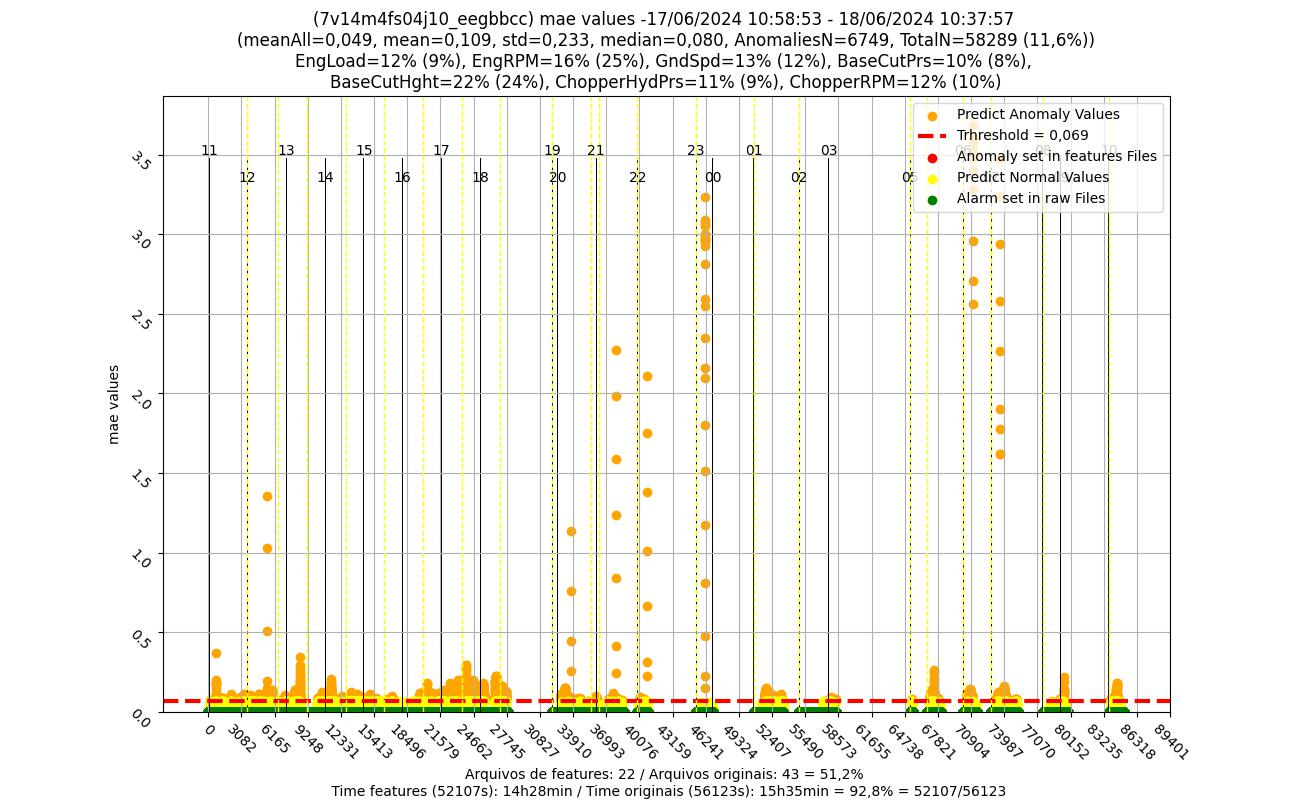 (7v14m4fs04j10_eegbbcc) mae values -17/06/2024 10:58:53 - 18/06/2024 10:37:57
(meanAll=0,049, mean=0,109, std=0,233, median=0,080, AnomaliesN=6749, TotalN=58289 (11,6%))
EngLoad=12% (9%), EngRPM=16% (25%), GndSpd=13% (12%), BaseCutPrs=10% (8%),
BaseCutHght=22% (24%), ChopperHydPrs=11% (9%), ChopperRPM=12% (10%)
Predict Anomaly Values
Trhreshold = 0,069
Anomaly set in features Files
Predict Normal Values
Alarm set in raw Files
11 13 15 17 19 21 23 01 03 06 08 10
12 14 16 18 20 22 00 02 05
3.5
3.0
2.5
2.0
1.5
1.0
0.5
0.0
mae values
0 3082 6165 9248 12331 15413 18496 21579 24662 27745 30827 33910 36993 40076 43159 46241 49324 52407 55490 58573 61655 64738 67821 70904 73987 77070 80152 83235 86318 89401
Arquivos de features: 22 / Arquivos originais: 43 = 51,2%
Time features (52107s): 14h28min / Time originais (56123s): 15h35min = 92,8% = 52107/56123